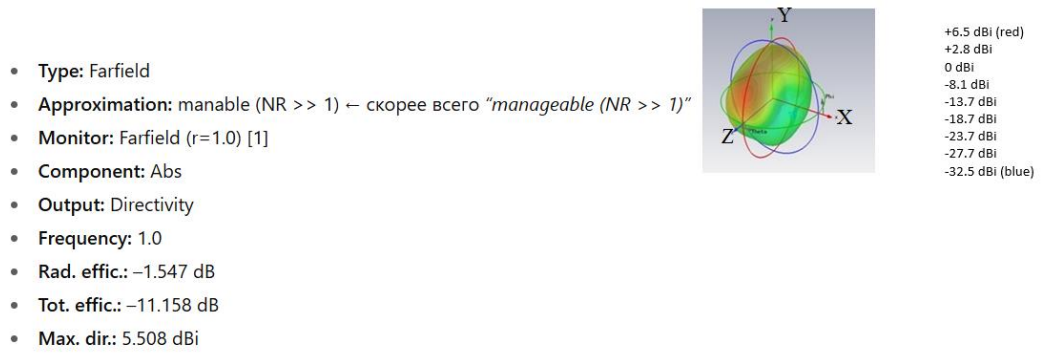 Type: Farfield
Approximation: manable (NR >> 1) ← скорее всего “manageable (NR >> 1)”
Monitor: Farfield (r=1.0) [1]
Component: Abs
Output: Directivity
Frequency: 1.0
Rad. effic.: –1.547 dB
Tot. effic.: –11.158 dB
Max. dir.: 5.508 dBi
Y
X
Z
+6.5 dBi (red)
+2.8 dBi
0 dBi
-8.1 dBi
-13.7 dBi
-18.7 dBi
-23.7 dBi
-27.7 dBi
-32.5 dBi (blue)